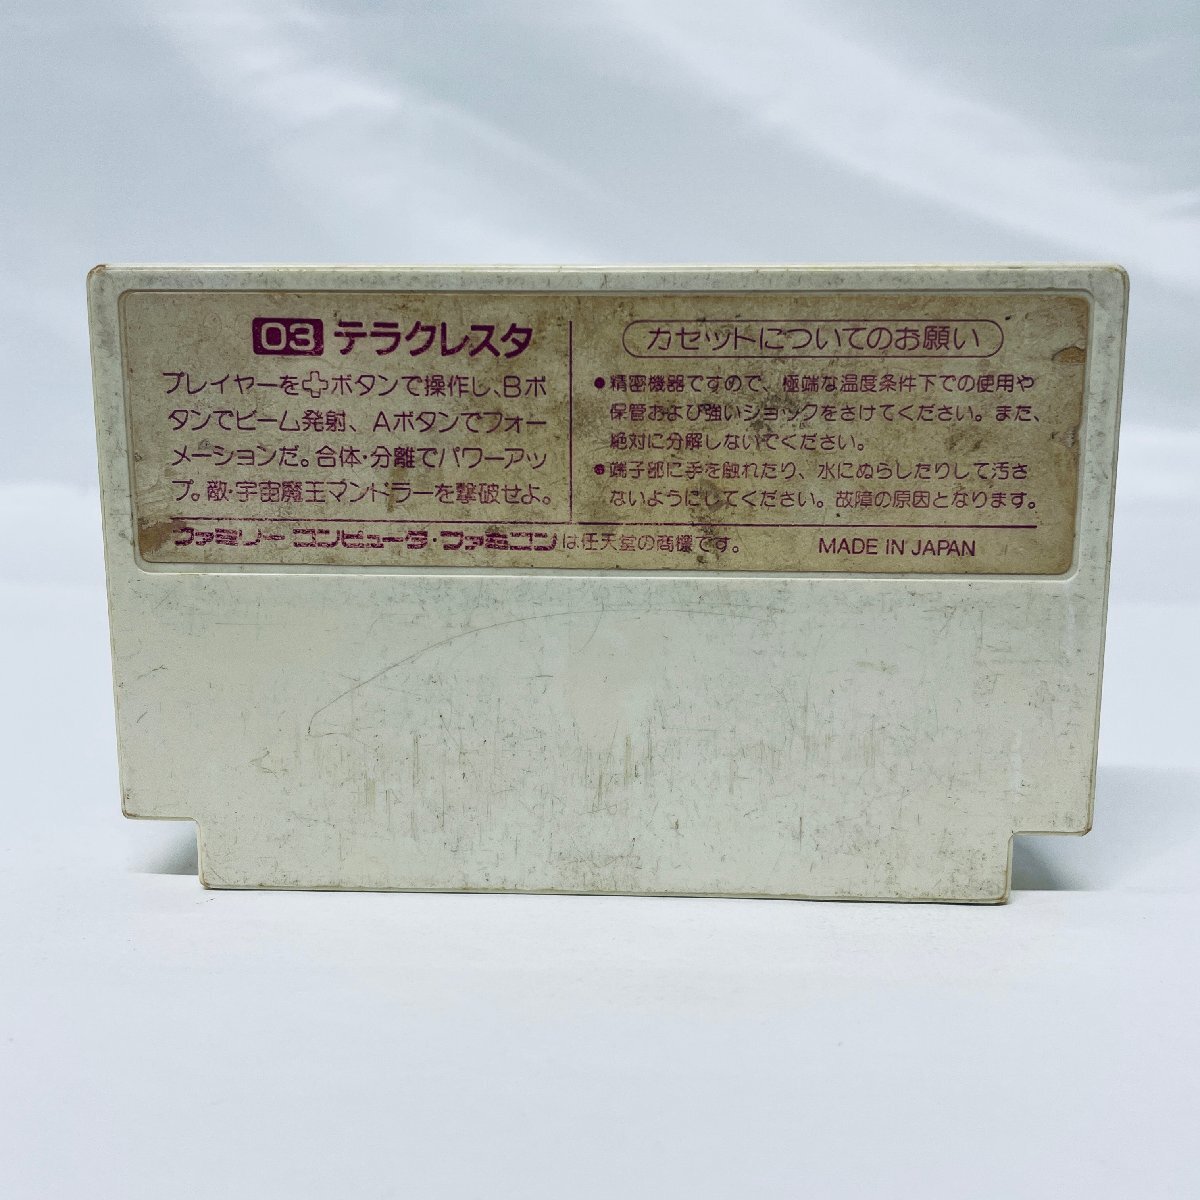 03 テラクレスタ
プレイヤーを✚ボタンで操作し、Bボ
タンでビーム発射、Aボタンでフォー
メーションだ。合体・分離でパワーアッ
プ。敵・宇宙魔王マンドラーを撃破せよ。
カセットについてのお願い
●精密機器ですので、極端な温度条件下での使用や
保管および強いショックをさけてください。また、
絶対に分解しないでください。
●端子部に手を触れたり、水にぬらしたりして汚さ
ないようにしてください。故障の原因となります。
ファミリーコンピュータ・ファミコンは任天堂の商標です。
MADE IN JAPAN